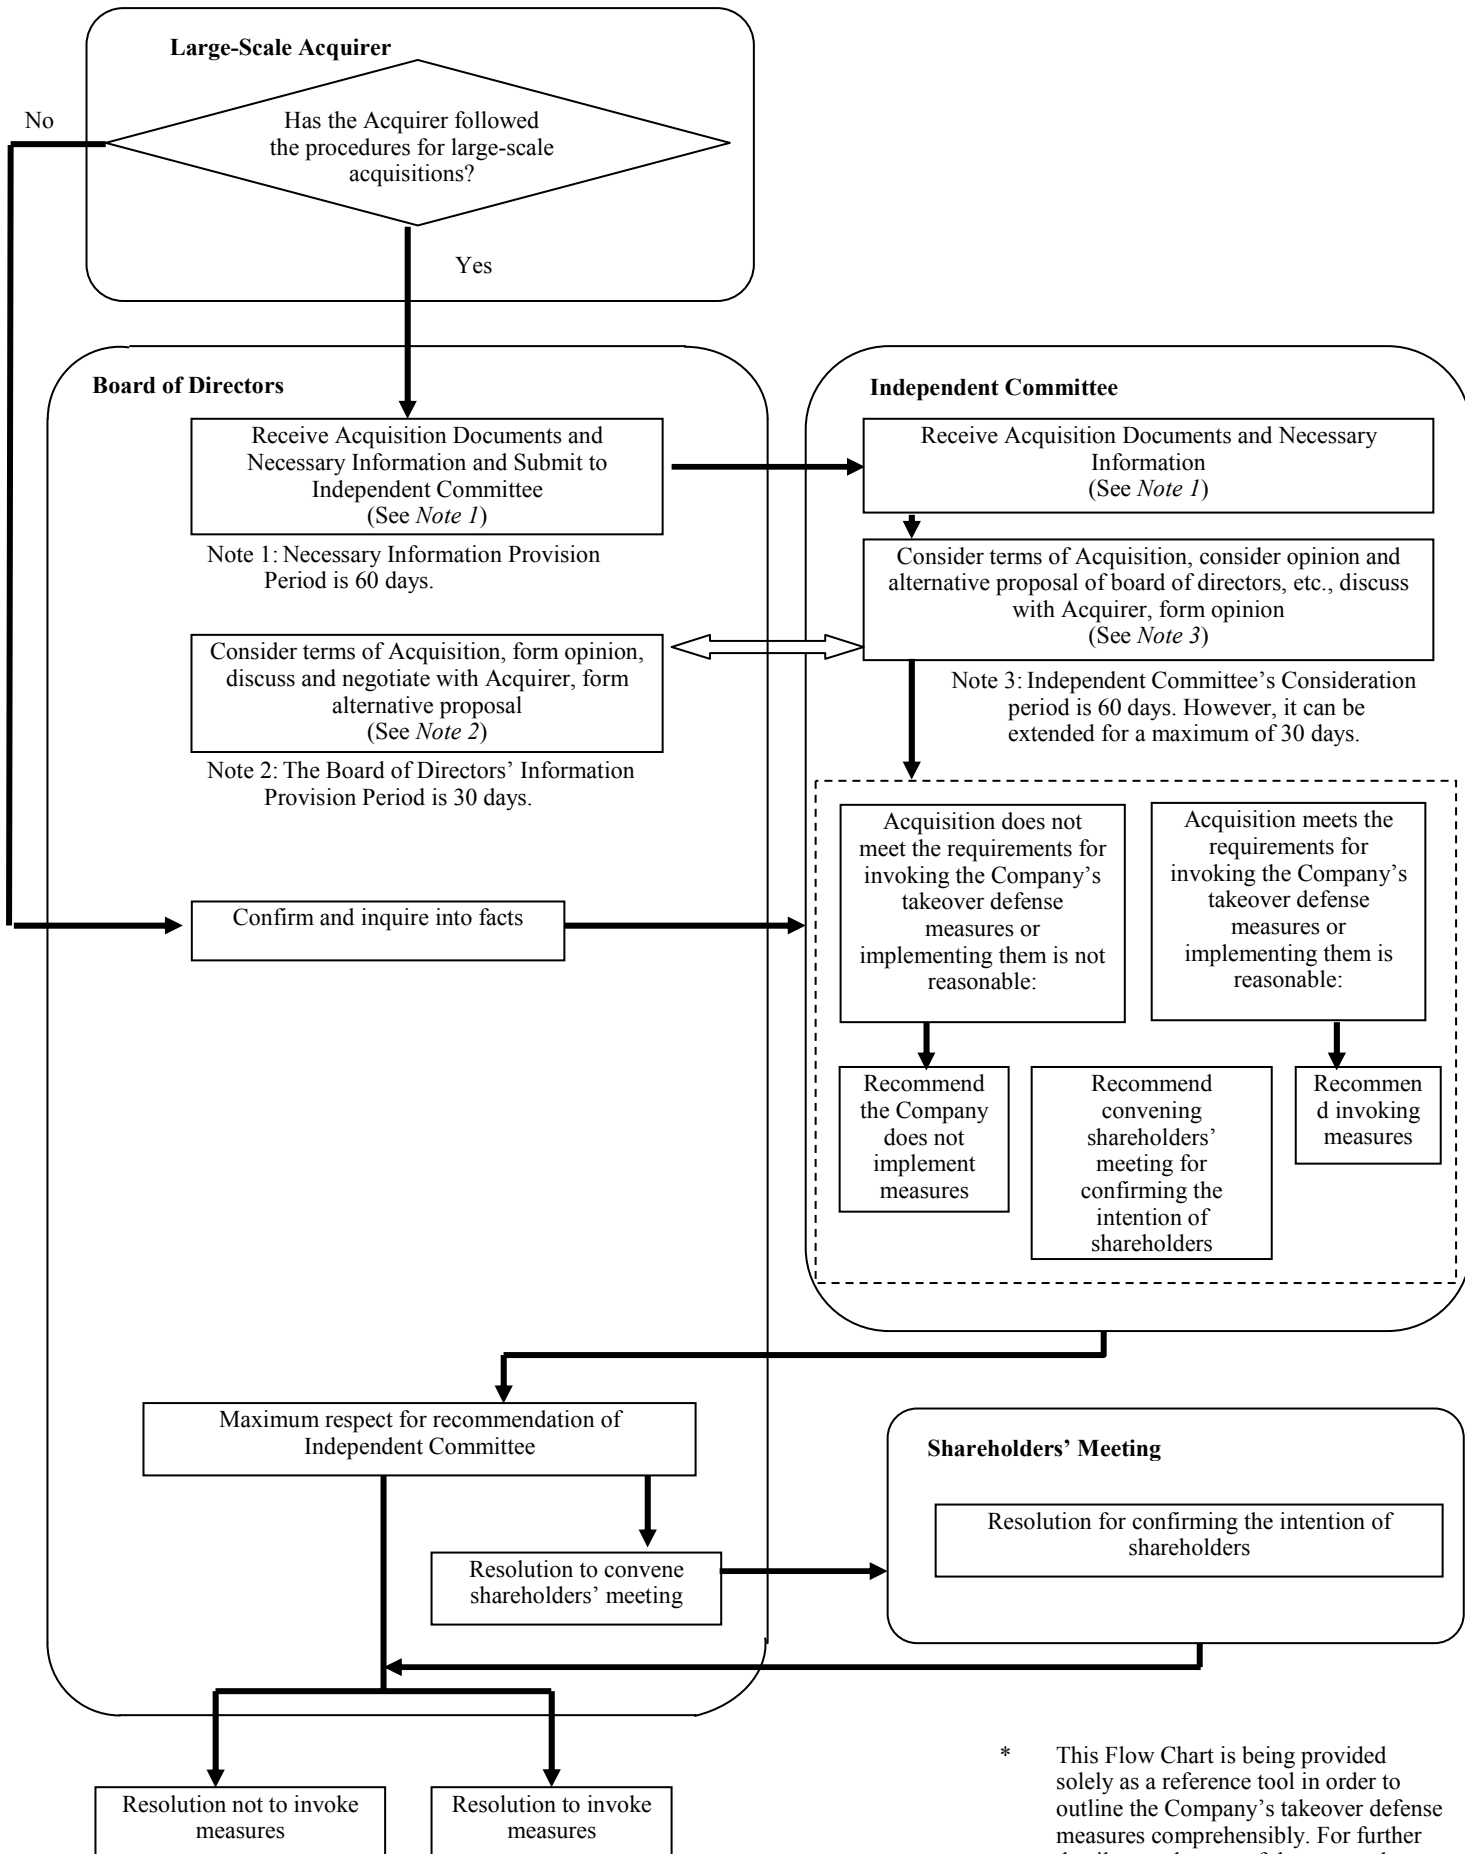 Large-Scale Acquirer
No
Has the Acquirer followed
the procedures for large-scale
acquisitions?
Yes
Board of Directors
Receive Acquisition Documents and
Necessary Information and Submit to
Independent Committee
(See Note 1)
Note 1: Necessary Information Provision
Period is 60 days.
Consider terms of Acquisition, form opinion,
discuss and negotiate with Acquirer, form
alternative proposal
(See Note 2)
Note 2: The Board of Directors’ Information
Provision Period is 30 days.
Confirm and inquire into facts
Independent Committee
Receive Acquisition Documents and Necessary
Information
(See Note 1)
Consider terms of Acquisition, consider opinion and
alternative proposal of board of directors, etc., discuss
with Acquirer, form opinion
(See Note 3)
Note 3: Independent Committee’s Consideration
period is 60 days. However, it can be
extended for a maximum of 30 days.
Acquisition does not
meet the requirements for
invoking the Company’s
takeover defense
measures or
implementing them is not
reasonable:
Acquisition meets the
requirements for
invoking the Company’s
takeover defense
measures or
implementing them is
reasonable:
Recommend
the Company
does not
implement
measures
Recommend
convening
shareholders’
meeting for
confirming the
intention of
shareholders
Recommen
d invoking
measures
Maximum respect for recommendation of
Independent Committee
Resolution to convene
shareholders’ meeting
Shareholders’ Meeting
Resolution for confirming the intention of
shareholders
Resolution not to invoke
measures
Resolution to invoke
measures
* This Flow Chart is being provided
solely as a reference tool in order to
outline the Company’s takeover defense
measures comprehensibly. For further